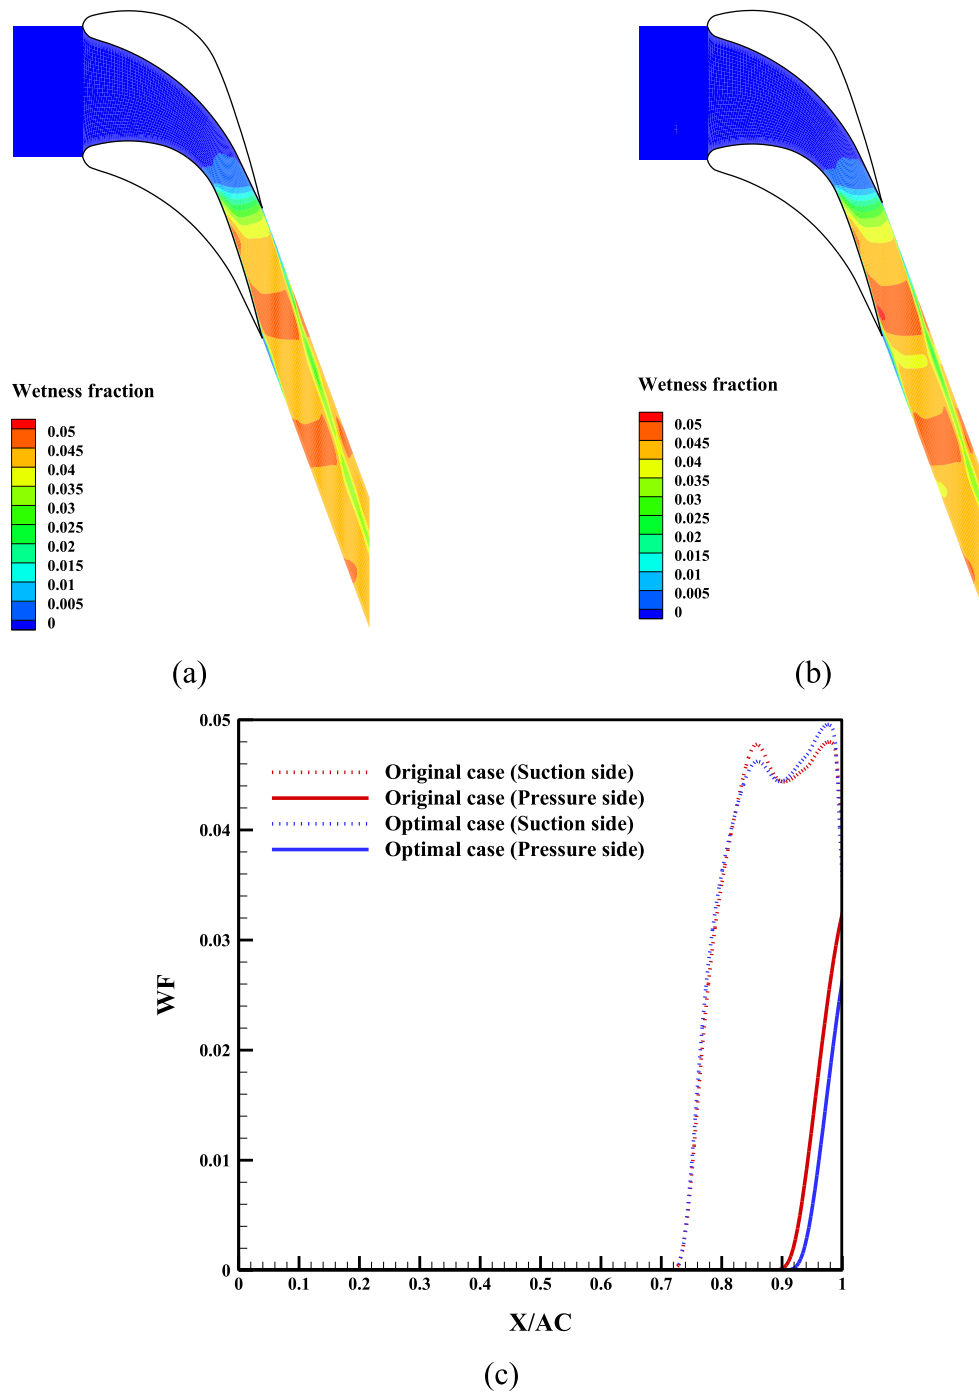 Wetness fraction
0.05
0.045
0.04
0.035
0.03
0.025
0.02
0.015
0.01
0.005
0
(a)
Wetness fraction
0.05
0.045
0.04
0.035
0.03
0.025
0.02
0.015
0.01
0.005
0
(b)
0.05
0.04
0.03
0.02
0.01
0
WF
Original case (Suction side)
Original case (Pressure side)
Optimal case (Suction side)
Optimal case (Pressure side)
0 0.1 0.2 0.3 0.4 0.5 0.6 0.7 0.8 0.9 1
X/AC
(c)